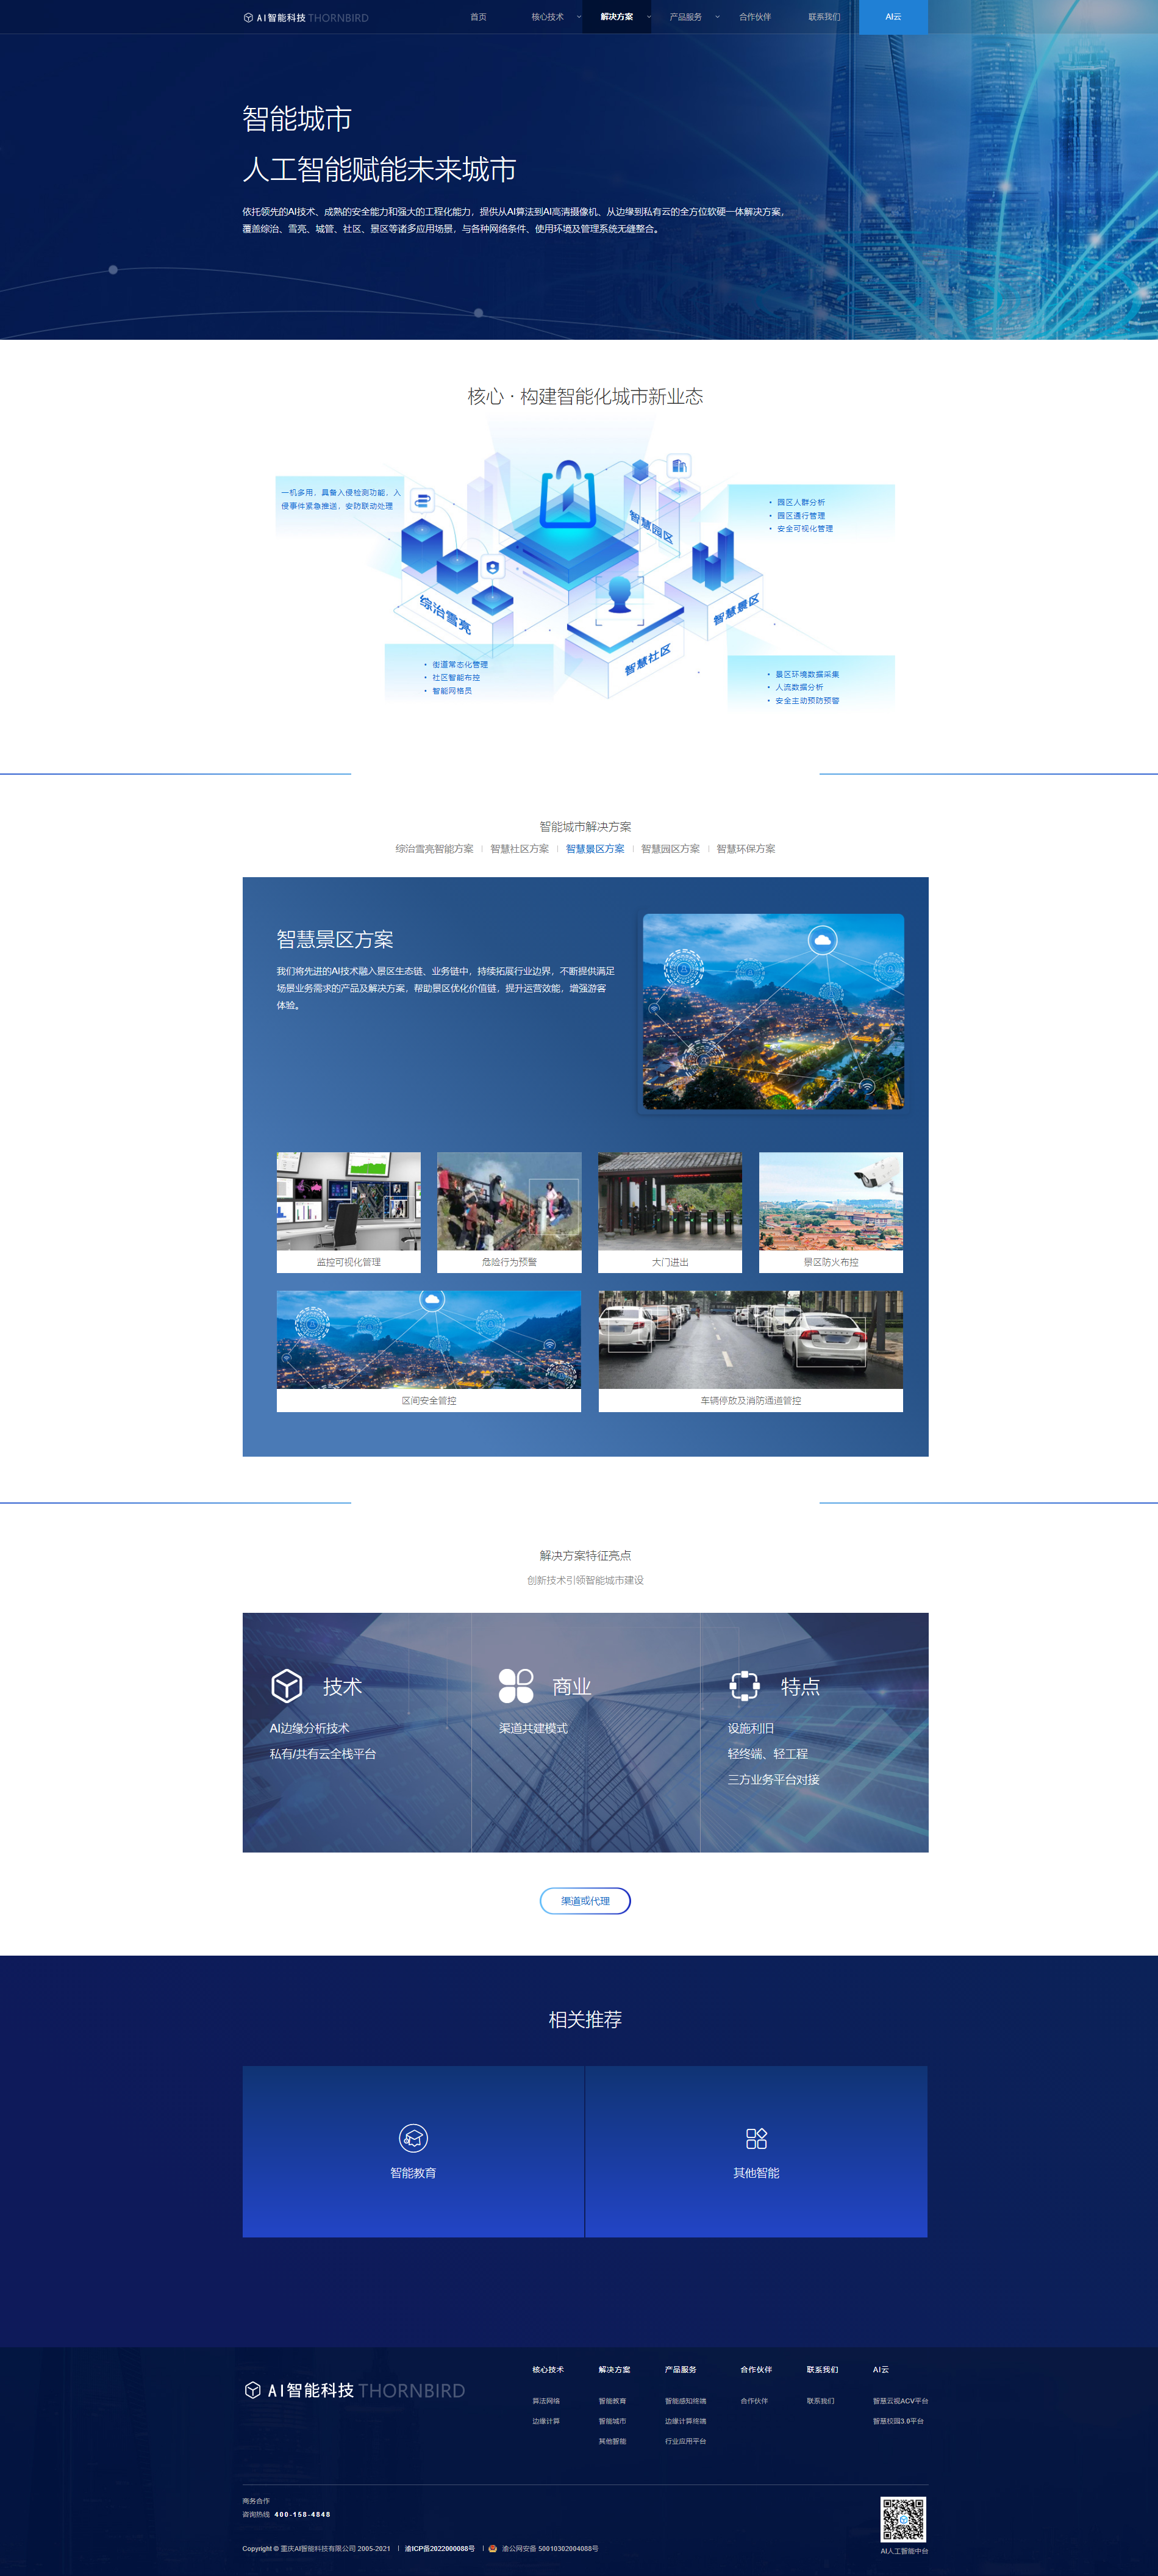 AI智能科技 THORNBIRD
首页
核心技术
解决方案
产品服务
合作伙伴
联系我们
AI云
智能城市
人工智能赋能未来城市
依托领先的AI技术、成熟的安全能力和强大的工程化能力，提供从AI算法到AI高清摄像机、从边缘到私有云的全方位软硬一体解决方案，
覆盖综治、雪亮、城管、社区、景区等诸多应用场景，与各种网络条件、使用环境及管理系统无缝整合。
核心 · 构建智能化城市新业态
一机多用，具备入侵检测功能，入
侵事件紧急推送，安防联动处理
智慧园区
• 园区人群分析
• 园区通行管理
• 安全可视化管理
综治雪亮
智慧景区
智慧社区
• 街道常态化管理
• 社区智能布控
• 智能网格员
• 景区环境数据采集
• 人流数据分析
• 安全主动预防预警
智能城市解决方案
综治雪亮智能方案 | 智慧社区方案 | 智慧景区方案 | 智慧园区方案 | 智慧环保方案
智慧景区方案
我们将先进的AI技术融入景区生态链、业务链中，持续拓展行业边界，不断提供满足
场景业务需求的产品及解决方案，帮助景区优化价值链，提升运营效能，增强游客
体验。
监控可视化管理
危险行为预警
大门进出
景区防火布控
区间安全管控
车辆停放及消防通道管控
解决方案特征亮点
创新技术引领智能城市建设
技术
AI边缘分析技术
私有/共有云全栈平台
商业
渠道共建模式
特点
设施利旧
轻终端、轻工程
三方业务平台对接
渠道或代理
相关推荐
智能教育
其他智能
AI智能科技 THORNBIRD
核心技术
算法网络
边缘计算
解决方案
智能教育
智能城市
其他智能
产品服务
智能感知终端
边缘计算终端
行业应用平台
合作伙伴
合作伙伴
联系我们
联系我们
AI云
智慧云视ACV平台
智慧校园3.0平台
商务合作
咨询热线 400-158-4848
AI人工智能中台
Copyright © 重庆AI智能科技有限公司 2005-2021 | 渝ICP备2022000088号 | 渝公网安备 50010302004088号